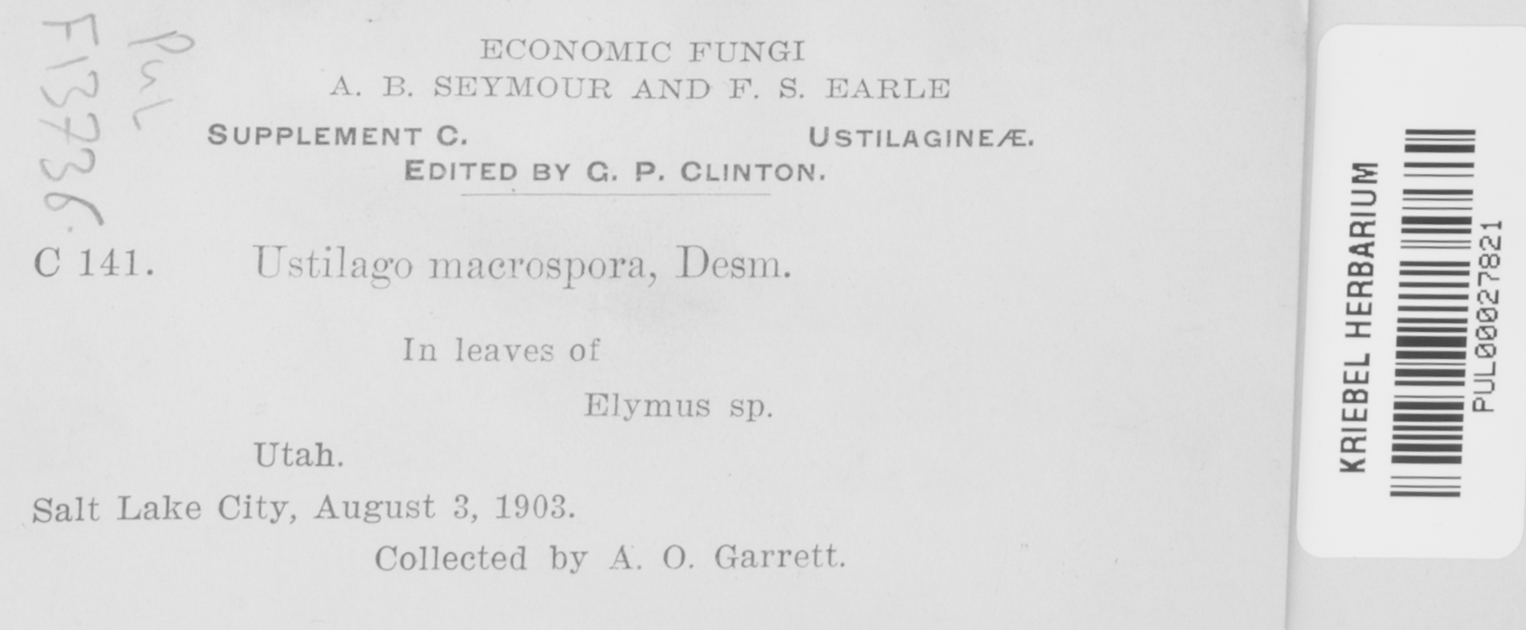 PUL
F13736.
ECONOMIC FUNGI
A. B. SEYMOUR AND F. S. EARLE
SUPPLEMENT C. USTILAGINEÆ.
EDITED BY G. P. CLINTON.
C 141. Ustilago macrospora, Desm.
In leaves of
Elymus sp.
Utah.
Salt Lake City, August 3, 1903.
Collected by A. O. Garrett.
KRIEBEL HERBARIUM
PUL00027821